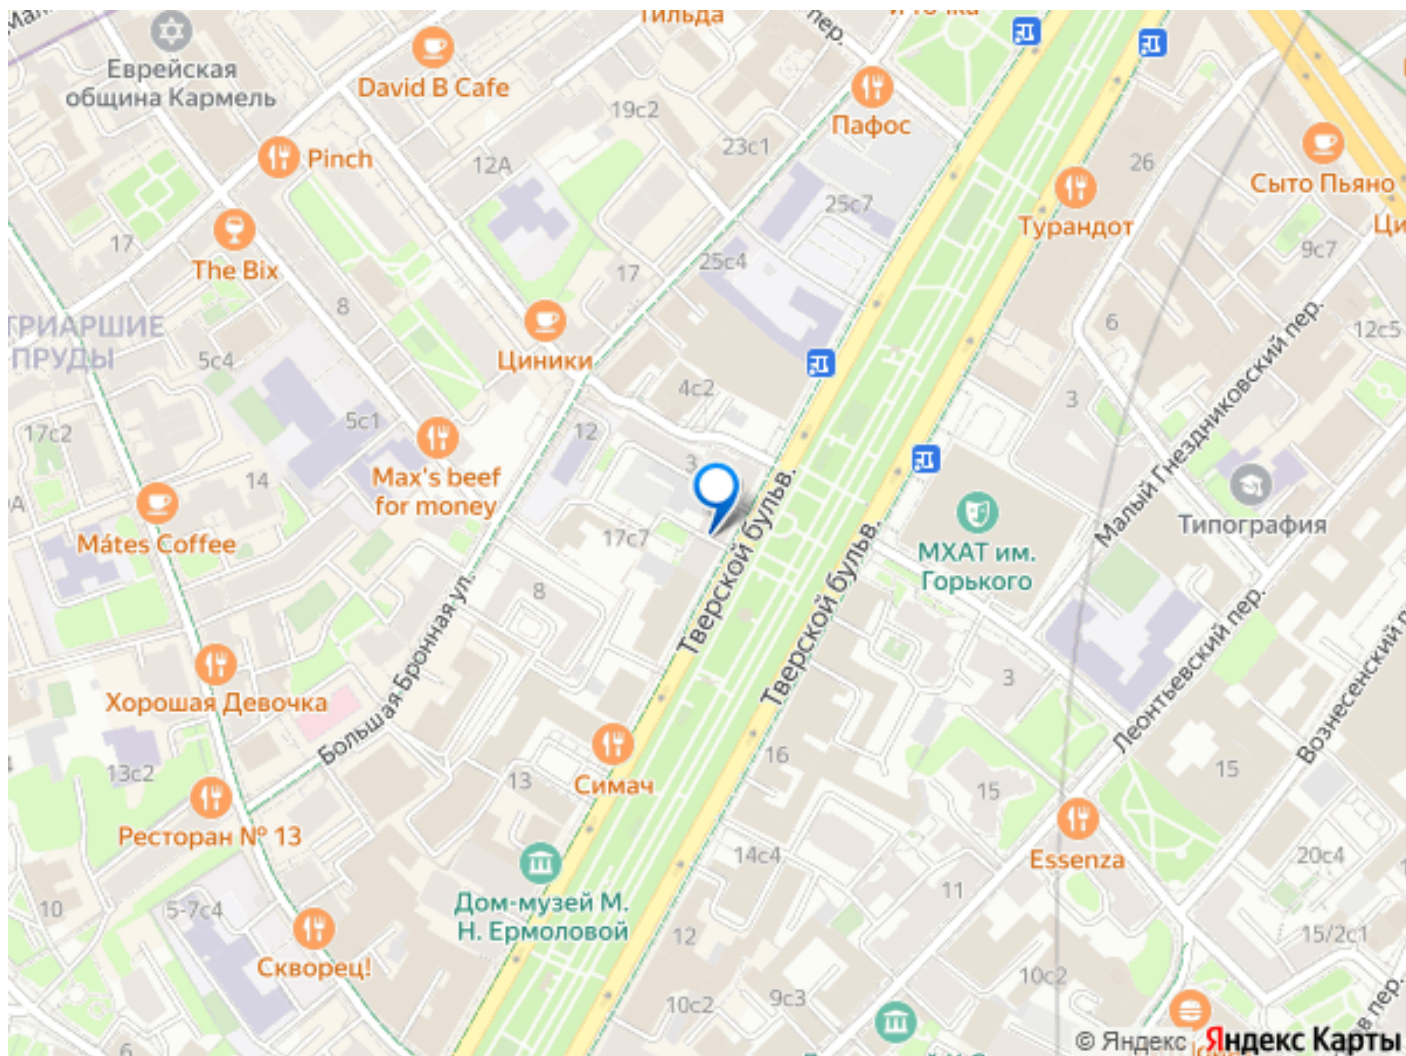 Тильда
Еврейская
община Кармель
David B Cafe
пер.
Пафос
19с2
23с1
12А
Pinch
26
Сыто Пьяно
Турандот
25с7
9с7
17
The Bix
25с4
17
8
6
12с5
ПРУДЫ
5с4
Циники
4с2
3
5с1
17с2
12
3
Max's beef
for money
14
Mátes Coffee
17с7
Тверской бульв.
Тверской бульв.
МХАТ им.
Горького
Малый Гнездниковский пер.
Типография
8
Большая Бронная ул.
Хорошая Девочка
3
Леонтьевский пер.
Вознесенский п
Симач
13
16
13с2
15
15
Ресторан № 13
Essenza
14с4
20с4
11
Дом-музей М.
Н. Ермоловой
10
5-7с4
Скворец!
12
15/2с1
10с2
9с3
10с2
6
в пер.
© Яндекс Яндекс Карты